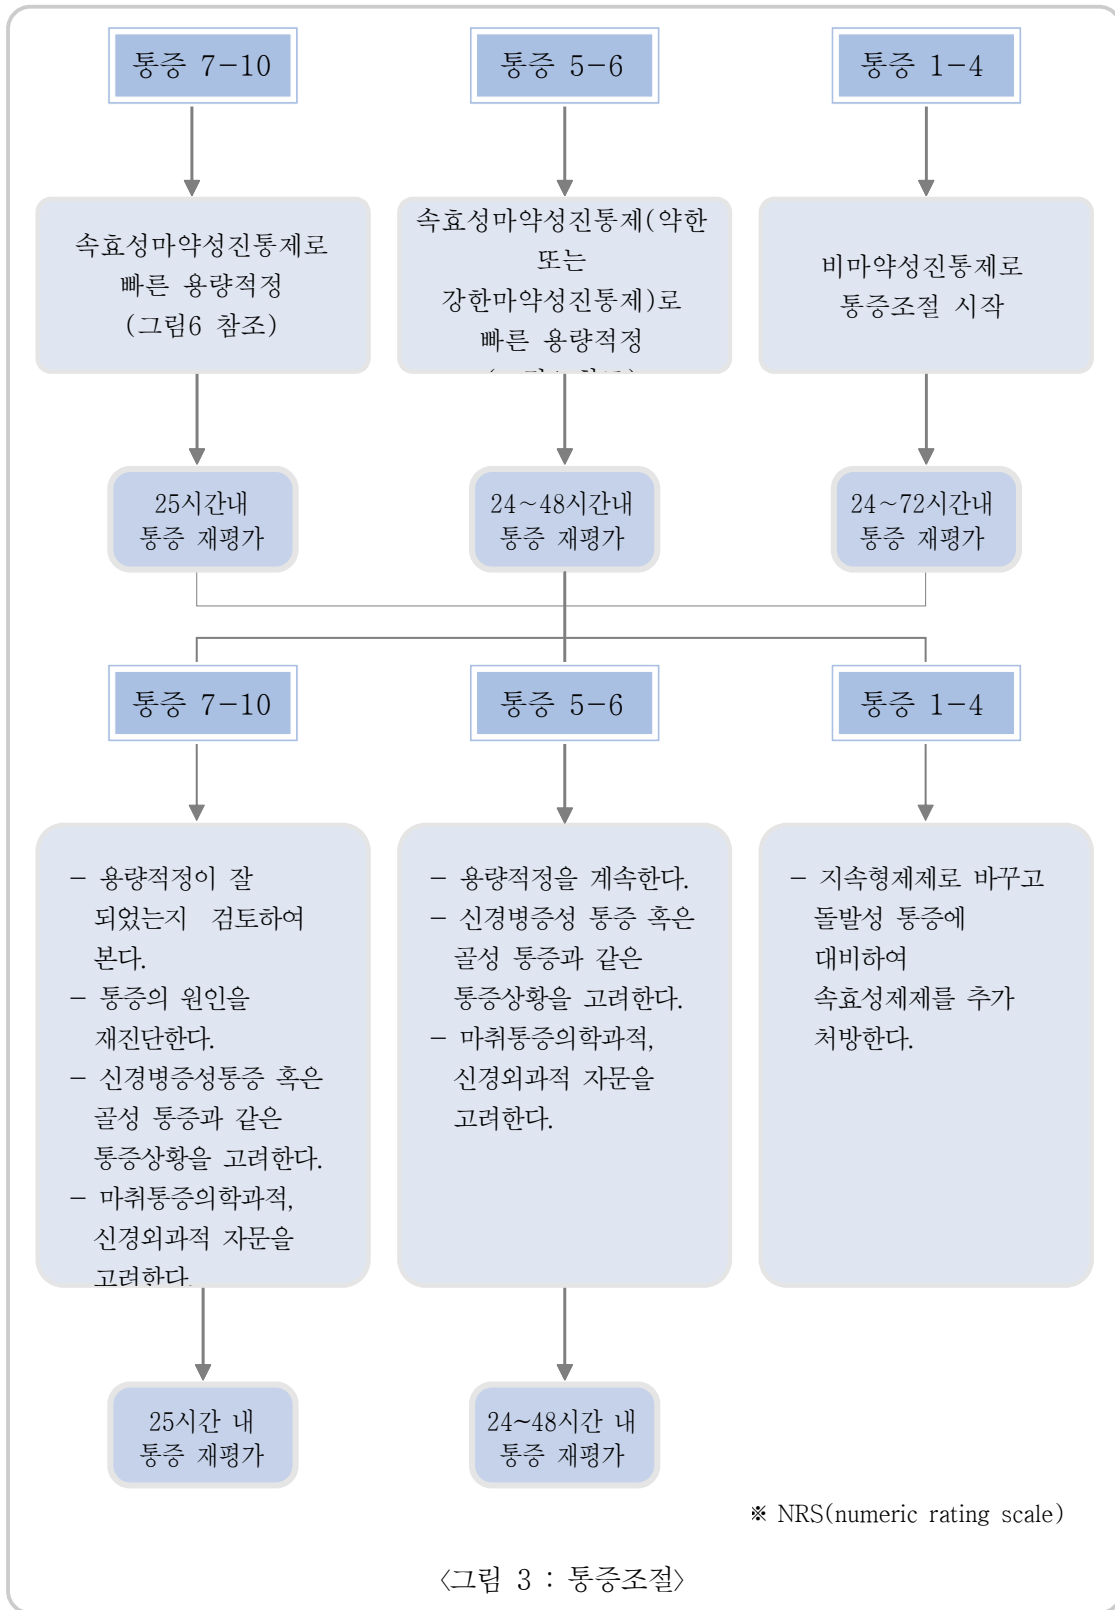 통증 7-10
통증 5-6
통증 1-4
속효성마약성진통제로
빠른 용량적정
(그림6 참조)
속효성마약성진통제(약한
또는
강한마약성진통제)로
빠른 용량적정
비마약성진통제로
통증조절 시작
25시간내
통증 재평가
24~48시간내
통증 재평가
24~72시간내
통증 재평가
통증 7-10
통증 5-6
통증 1-4
- 용량적정이 잘
되었는지 검토하여
본다.
- 통증의 원인을
재진단한다.
- 신경병증성통증 혹은
골성 통증과 같은
통증상황을 고려한다.
- 마취통증의학과적,
신경외과적 자문을
고려한다.
- 용량적정을 계속한다.
- 신경병증성 통증 혹은
골성 통증과 같은
통증상황을 고려한다.
- 마취통증의학과적,
신경외과적 자문을
고려한다.
- 지속형제제로 바꾸고
돌발성 통증에
대비하여
속효성제제를 추가
처방한다.
25시간 내
통증 재평가
24~48시간 내
통증 재평가
※ NRS(numeric rating scale)
<그림 3 : 통증조절>